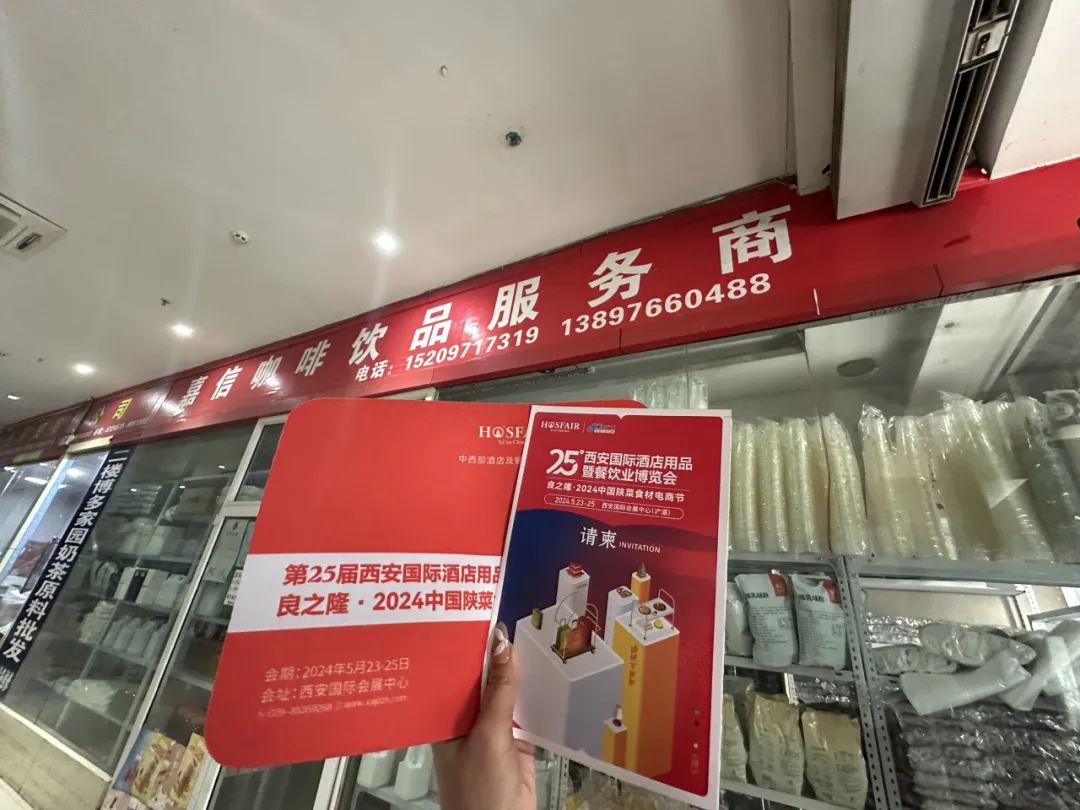 嘉信咖啡饮品服务商
电话：15209717319 13897660488
司
二楼博多家园奶茶原料批发
HOSFA
中西部酒店及餐
第25届西安国际酒店用品
良之隆·2024中国陕菜
会期：2024年5月23-25日
会址：西安国际会展中心
HOSFAIR
25°西安国际酒店用品
暨餐饮业博览会
良之隆·2024中国陕菜食材电商节
2024.5.23-25 西安国际会展中心(浐灞)
请柬 INVITATION